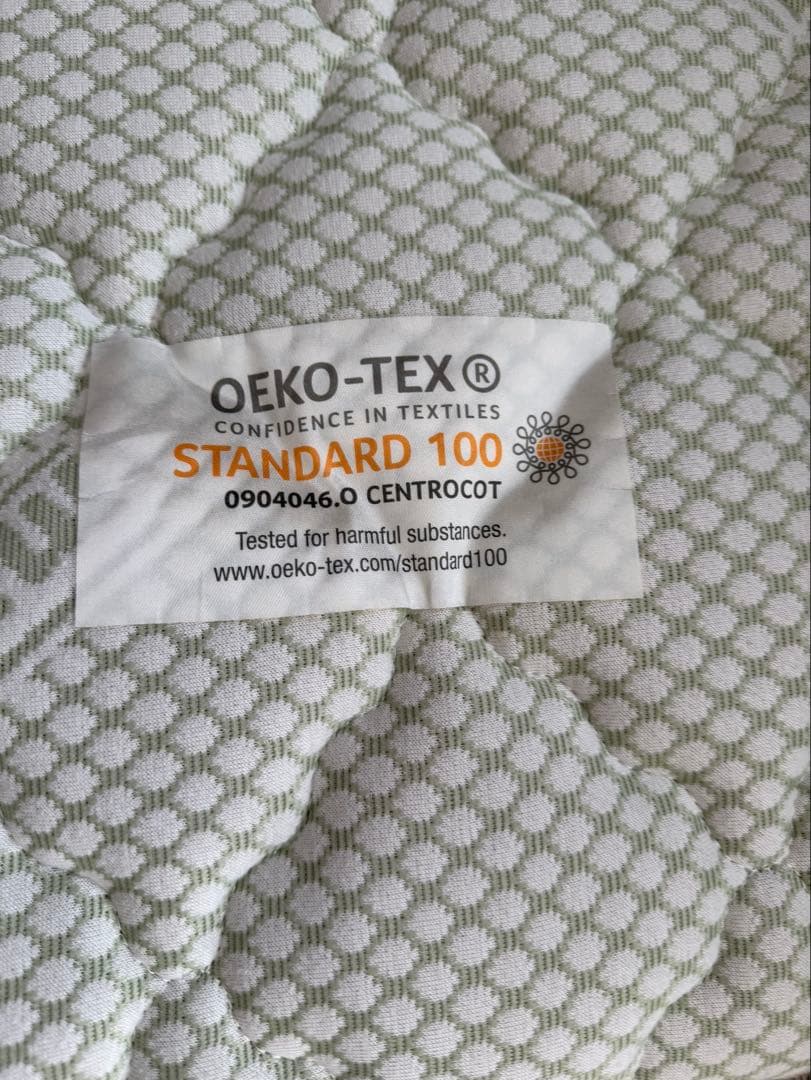 OEKO-TEX®
CONFIDENCE IN TEXTILES
STANDARD 100
0904046.O CENTROCOT
Tested for harmful substances.
www.oeko-tex.com/standard100